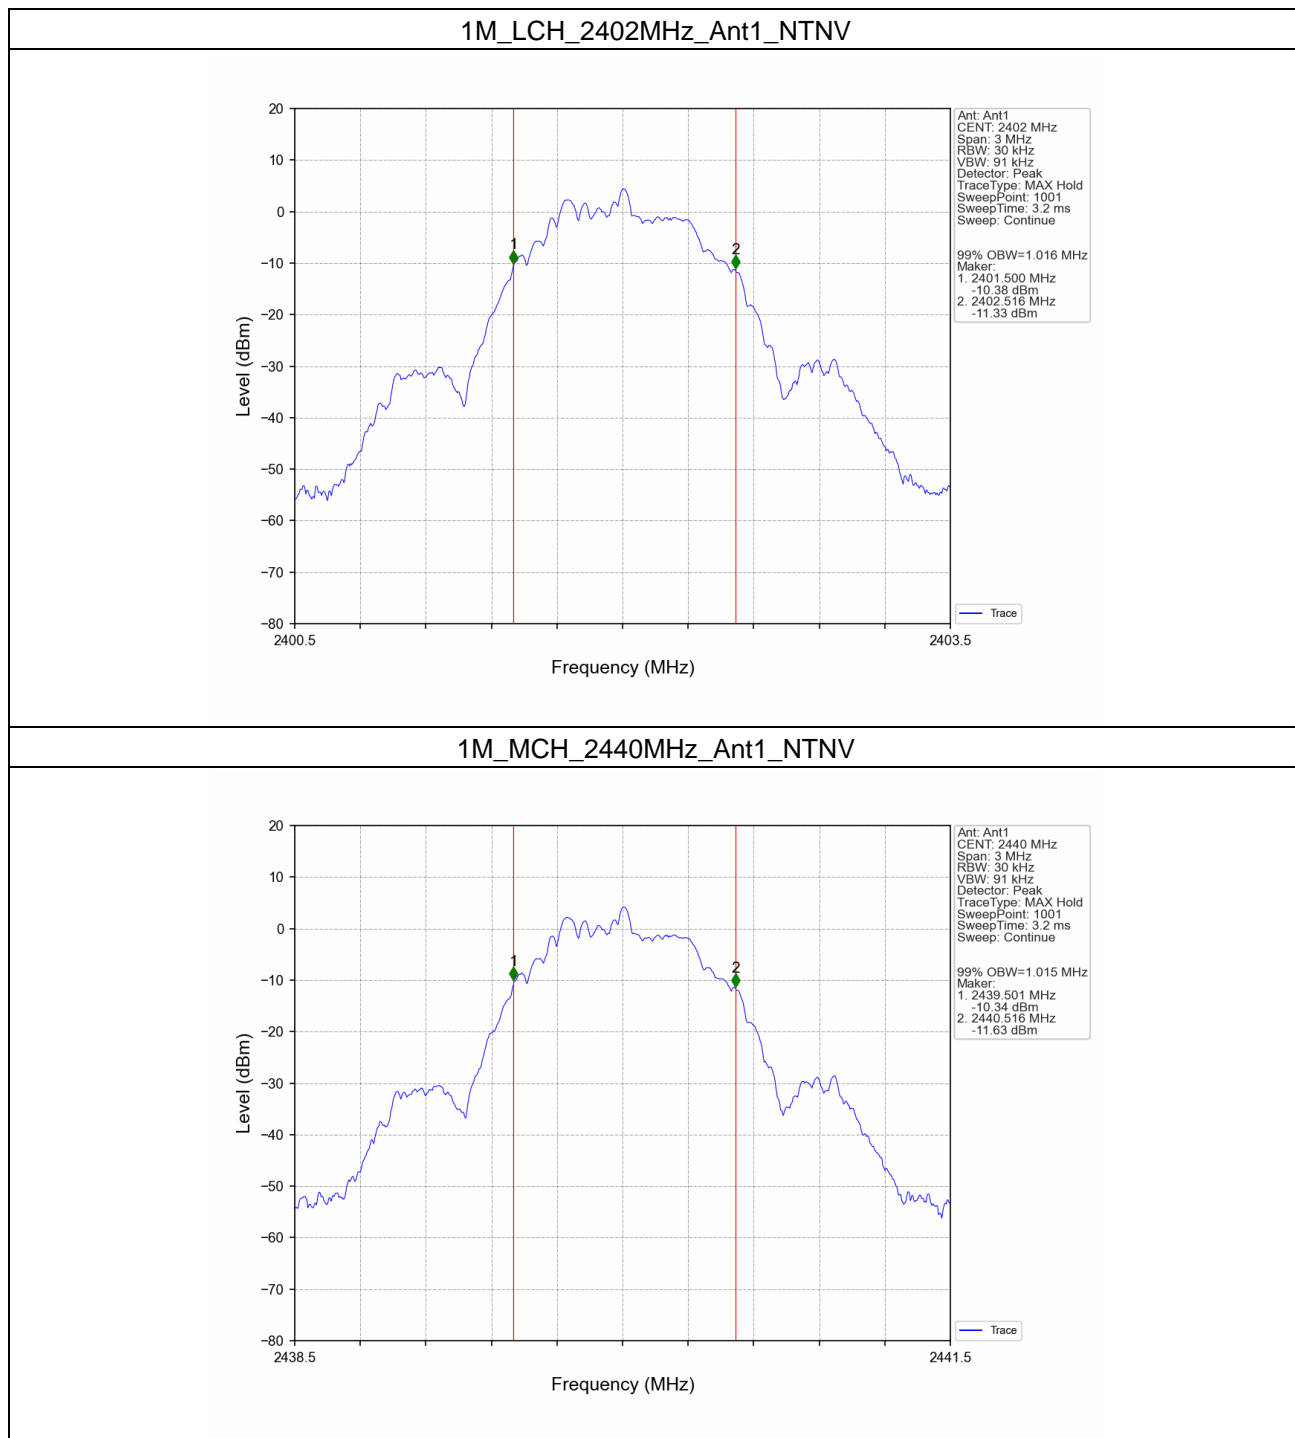 1M_LCH_2402MHz_Ant1_NTNV
20
10
0
−10
−20
−30
−40
−50
−60
−70
−80
Level (dBm)
1
2
2400.5
2403.5
Frequency (MHz)
Ant: Ant1
CENT: 2402 MHz
Span: 3 MHz
RBW: 30 kHz
VBW: 91 kHz
Detector: Peak
TraceType: MAX Hold
SweepPoint: 1001
SweepTime: 3.2 ms
Sweep: Continue
99% OBW=1.016 MHz
Maker:
1. 2401.500 MHz
-10.38 dBm
2. 2402.516 MHz
-11.33 dBm
Trace
1M_MCH_2440MHz_Ant1_NTNV
20
10
0
−10
−20
−30
−40
−50
−60
−70
−80
Level (dBm)
1
2
2438.5
2441.5
Frequency (MHz)
Ant: Ant1
CENT: 2440 MHz
Span: 3 MHz
RBW: 30 kHz
VBW: 91 kHz
Detector: Peak
TraceType: MAX Hold
SweepPoint: 1001
SweepTime: 3.2 ms
Sweep: Continue
99% OBW=1.015 MHz
Maker:
1. 2439.501 MHz
-10.34 dBm
2. 2440.516 MHz
-11.63 dBm
Trace